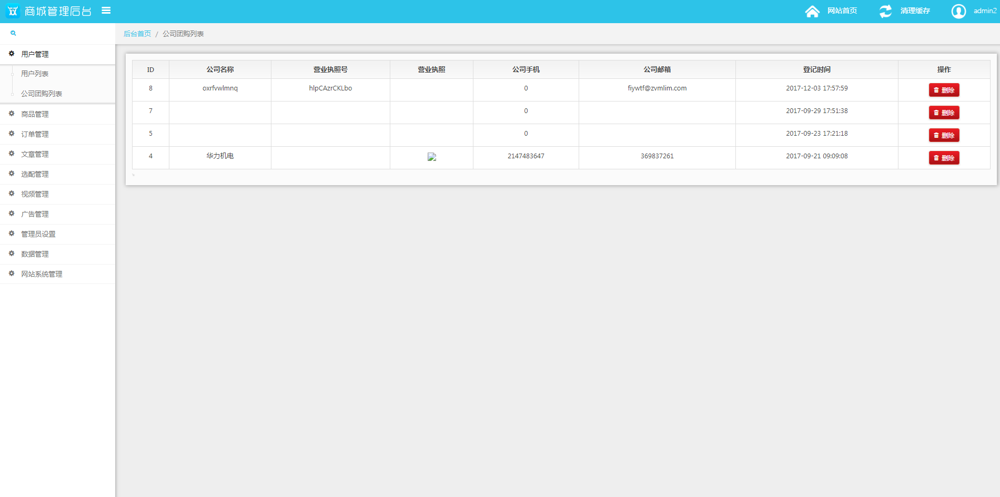 商城管理后台
网站首页
清理缓存
admin2
后台首页 / 公司团购列表
用户管理
用户列表
公司团购列表
商品管理
订单管理
文章管理
选配管理
视频管理
广告管理
管理员设置
数据管理
网站系统管理
ID 公司名称 营业执照号 营业执照 公司手机 公司邮箱 登记时间 操作
8 oxrfvwlmnq hlpCAzrCKLbo 0 fiywtf@zvmlim.com 2017-12-03 17:57:59 删除
7 0 2017-09-29 17:51:38 删除
5 0 2017-09-23 17:21:18 删除
4 华力机电 2147483647 369837261 2017-09-21 09:09:08 删除